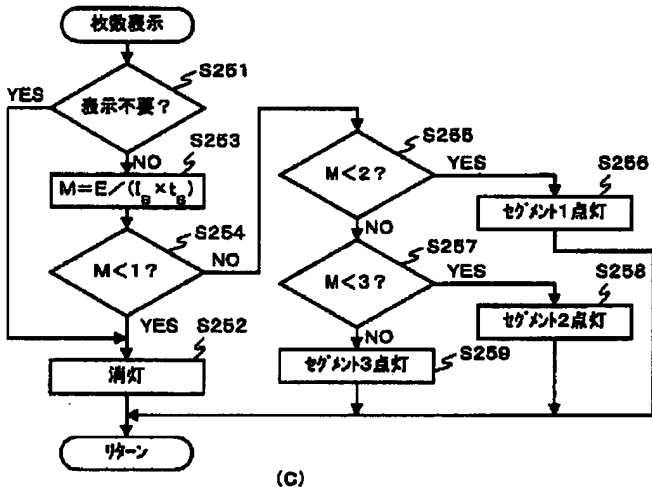 枚数表示
S251
YES
表示不要?
S253
NO
M=E/(I_B×t_B)
S254
M<1?
NO
YES
S252
消灯
リターン
S255
M<2?
YES
S256
セグメント1点灯
NO
S257
M<3?
YES
S258
セグメント2点灯
NO
セグメント3点灯
S259
(C)